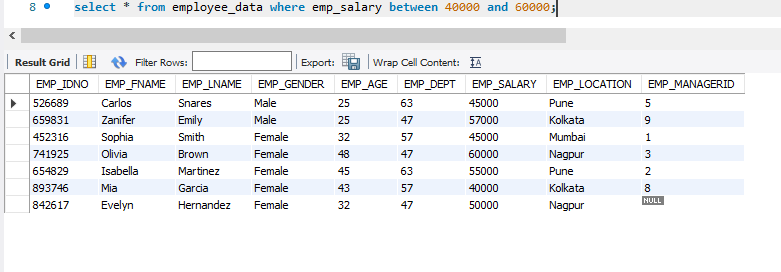 8 select * from employee_data where emp_salary between 40000 and 60000;
Result Grid Filter Rows: Export: Wrap Cell Content: IA
EMP_IDNO EMP_FNAME EMP_LNAME EMP_GENDER EMP_AGE EMP_DEPT EMP_SALARY EMP_LOCATION EMP_MANAGERID
526689 Carlos Snares Male 25 63 45000 Pune 5
659831 Zanifer Emily Male 25 47 57000 Kolkata 9
452316 Sophia Smith Female 32 57 45000 Mumbai 1
741925 Olivia Brown Female 48 47 60000 Nagpur 3
654829 Isabella Martinez Female 45 63 55000 Pune 2
893746 Mia Garcia Female 43 57 40000 Kolkata 8
842617 Evelyn Hernandez Female 32 47 50000 Nagpur NULL